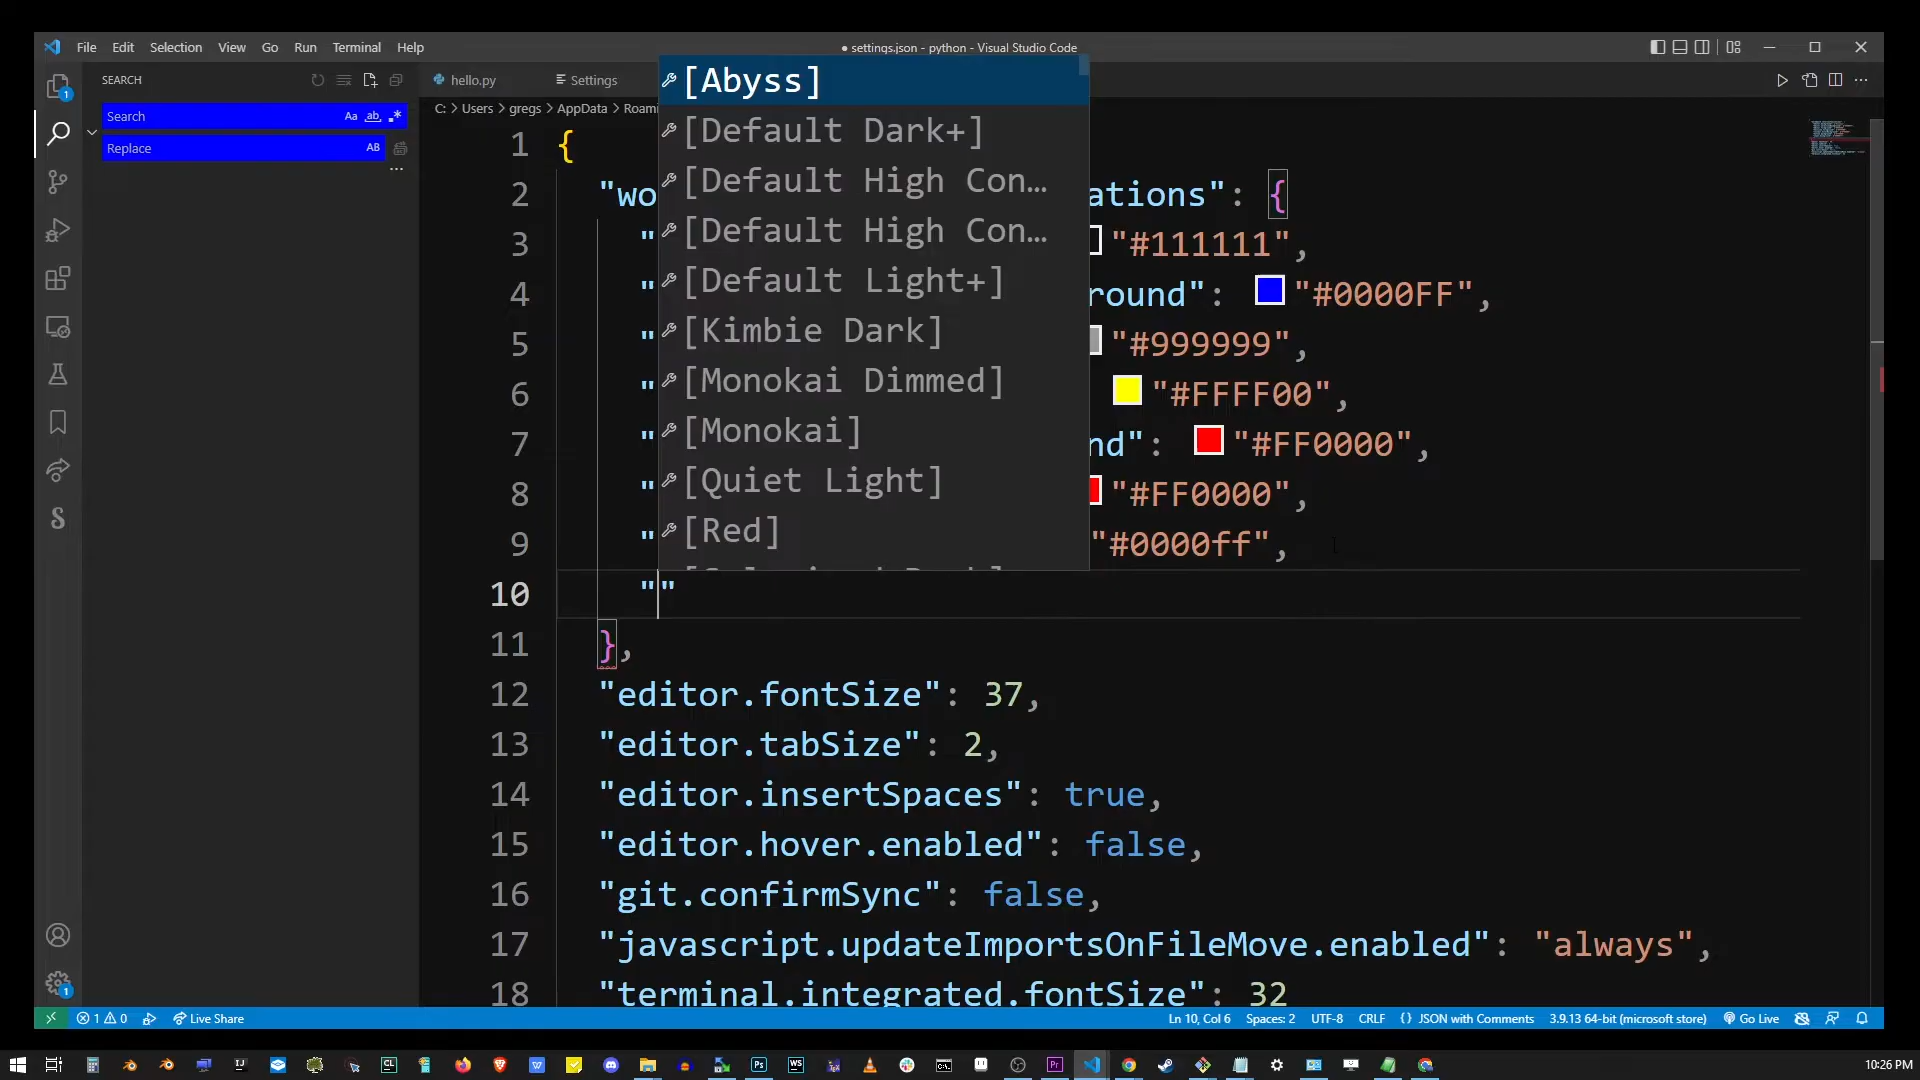 File Edit Selection View Go Run Terminal Help
● settings.json - python - Visual Studio Code
SEARCH
Search
Aa ab
Replace
AB
hello.py
Settings
C: > Users > gregs > AppData > Roami
[Abyss]
[Default Dark+]
[Default High Con…
[Default High Con…
[Default Light+]
[Kimbie Dark]
[Monokai Dimmed]
[Monokai]
[Quiet Light]
[Red]
1 {
2 "wo ations": {
3 " "#111111",
4 " round": "#0000FF",
5 " "#999999",
6 " "#FFFF00",
7 " nd": "#FF0000",
8 " "#FF0000",
9 " "#0000ff",
10 ""
11 },
12 "editor.fontSize": 37,
13 "editor.tabSize": 2,
14 "editor.insertSpaces": true,
15 "editor.hover.enabled": false,
16 "git.confirmSync": false,
17 "javascript.updateImportsOnFileMove.enabled": "always",
18 "terminal.integrated.fontSize": 32
1 0 Live Share
Ln 10, Col 6 Spaces: 2 UTF-8 CRLF {} JSON with Comments 3.9.13 64-bit (microsoft store) Go Live
10:26 PM